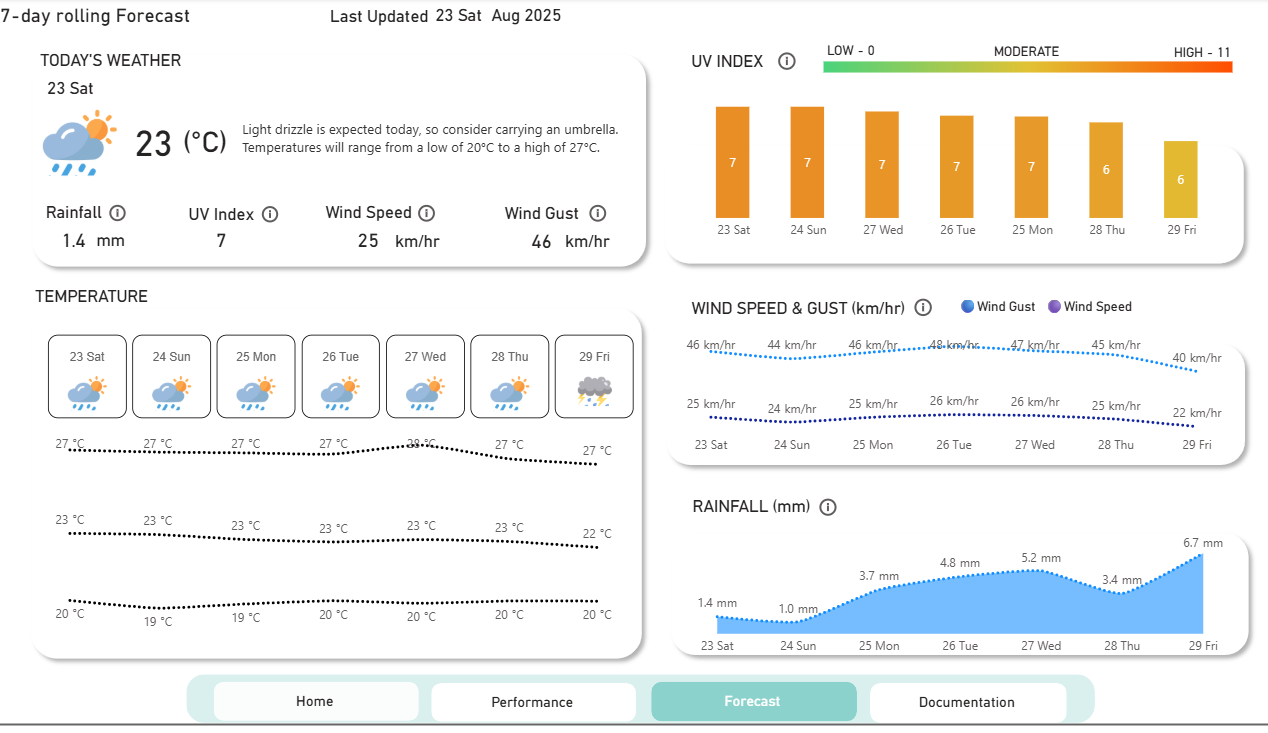 7-day rolling Forecast
Last Updated 23 Sat Aug 2025
TODAY'S WEATHER
23 Sat
23 (°C)
Light drizzle is expected today, so consider carrying an umbrella.
Temperatures will range from a low of 20°C to a high of 27°C.
Rainfall
UV Index
Wind Speed
Wind Gust
1.4 mm
7
25 km/hr
46 km/hr
UV INDEX
LOW - 0
MODERATE
HIGH - 11
7
7
7
7
7
6
6
23 Sat
24 Sun
27 Wed
26 Tue
25 Mon
28 Thu
29 Fri
TEMPERATURE
23 Sat
24 Sun
25 Mon
26 Tue
27 Wed
28 Thu
29 Fri
27 °C
27 °C
27 °C
27 °C
28 °C
27 °C
27 °C
23 °C
23 °C
23 °C
23 °C
23 °C
23 °C
22 °C
20 °C
19 °C
19 °C
20 °C
20 °C
20 °C
20 °C
WIND SPEED & GUST (km/hr)
Wind Gust
Wind Speed
46 km/hr
44 km/hr
46 km/hr
48 km/hr
47 km/hr
45 km/hr
40 km/hr
25 km/hr
24 km/hr
25 km/hr
26 km/hr
26 km/hr
25 km/hr
22 km/hr
23 Sat
24 Sun
25 Mon
26 Tue
27 Wed
28 Thu
29 Fri
RAINFALL (mm)
1.4 mm
1.0 mm
3.7 mm
4.8 mm
5.2 mm
3.4 mm
6.7 mm
23 Sat
24 Sun
25 Mon
26 Tue
27 Wed
28 Thu
29 Fri
Home
Performance
Forecast
Documentation